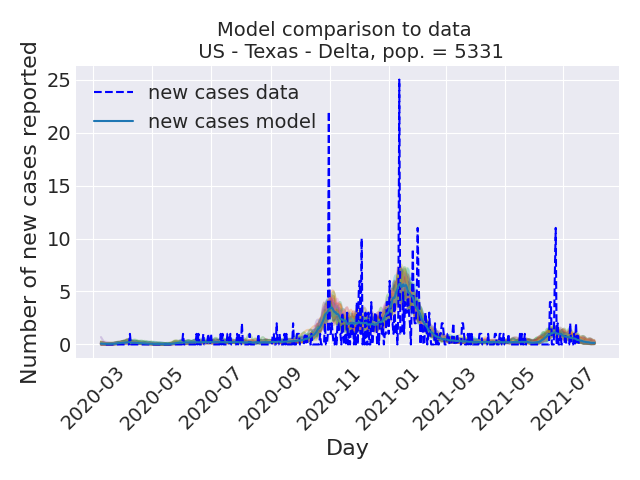 Model comparison to data
US - Texas - Delta, pop. = 5331
Number of new cases reported
25
20
15
10
5
0
new cases data
new cases model
2020-03
2020-05
2020-07
2020-09
2020-11
2021-01
2021-03
2021-05
2021-07
Day